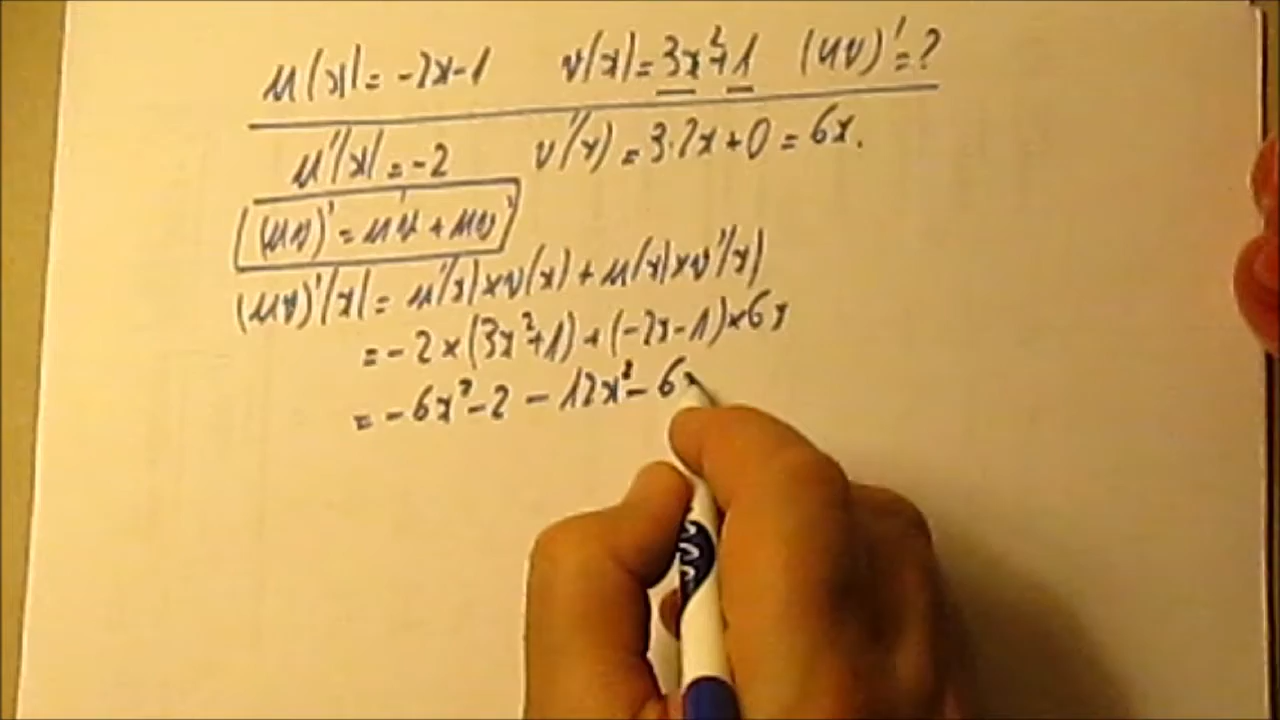 u(x) = -2x-1 v(x) = 3x²+1 (uv)' = ?
u'(x) = -2 v'(x) = 3·2x+0 = 6x.
(uv)' = u'v + uv'
(uv)'(x) = u'(x)×v(x) + u(x)×v'(x)
= -2×(3x²+1) + (-2x-1)×6x
= -6x²-2 - 12x² - 6x